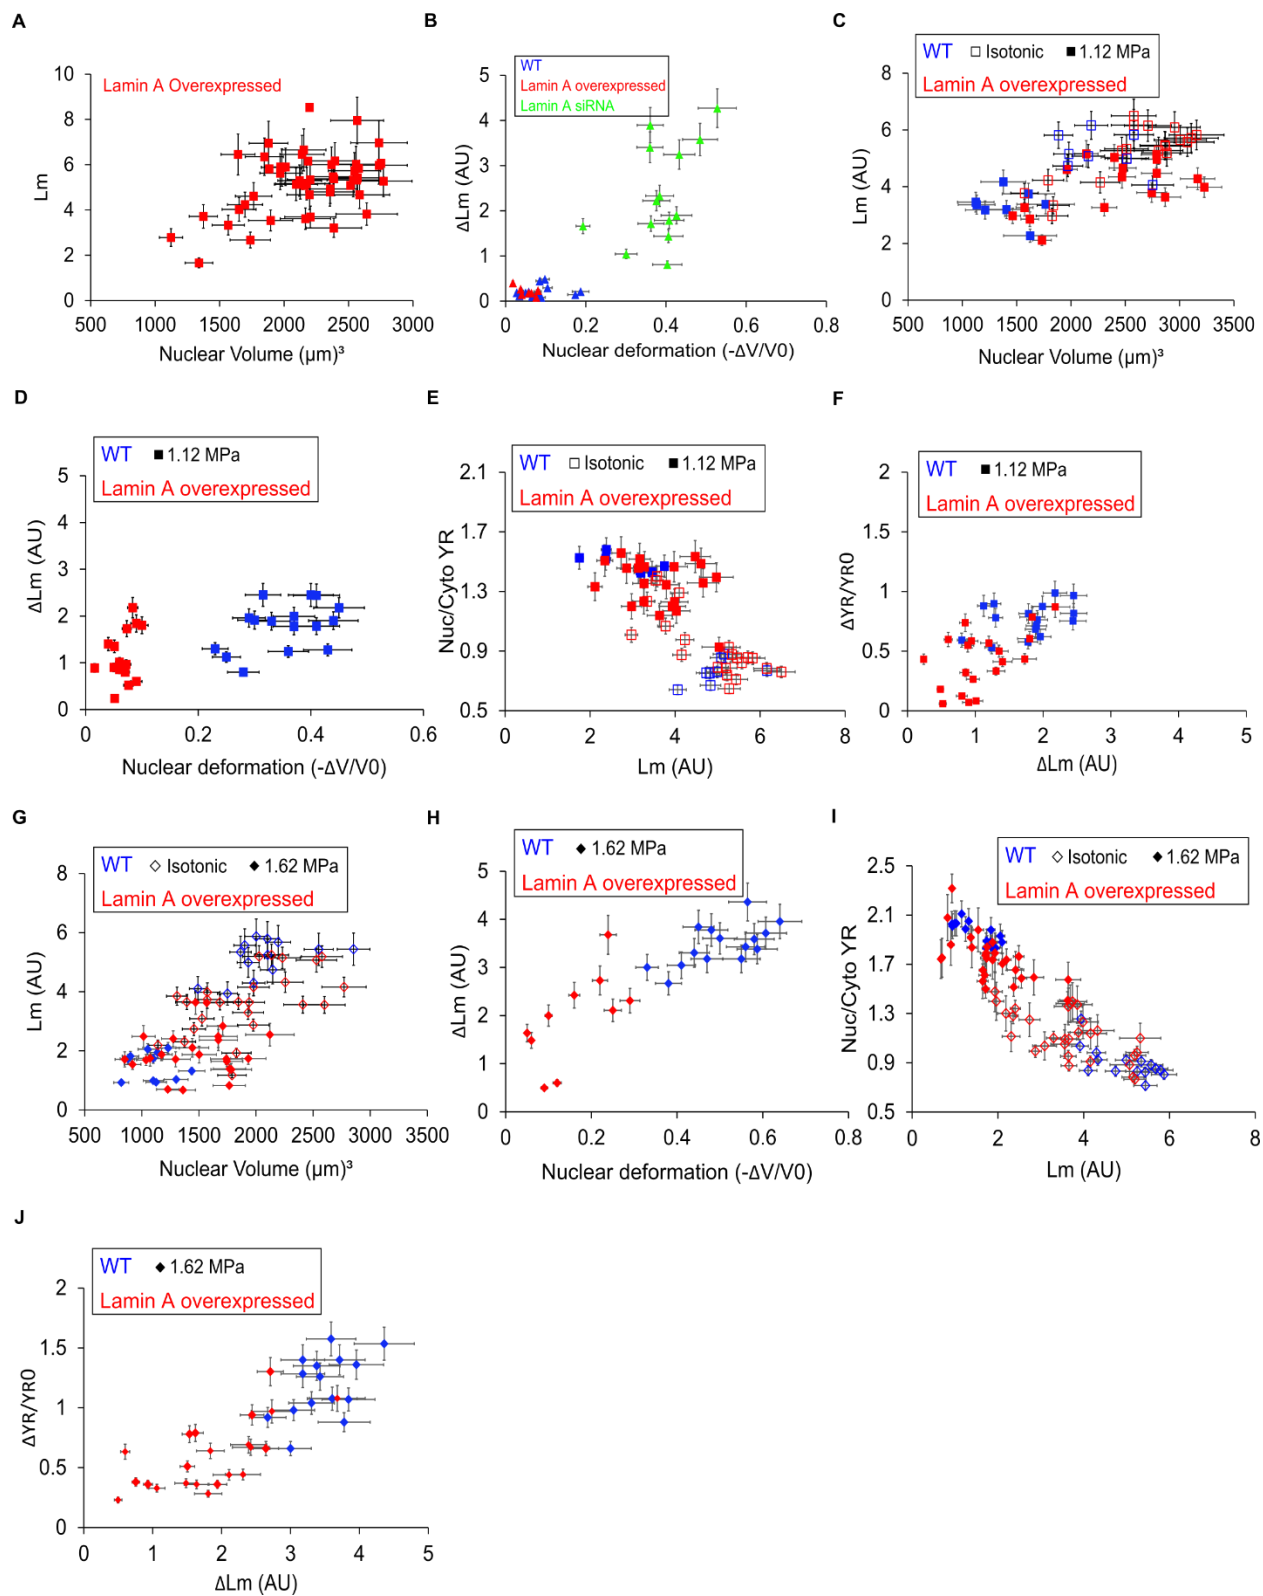 A
Lamin A Overexpressed
Lm
10
8
6
4
2
0
500 1000 1500 2000 2500 3000
Nuclear Volume (µm)³
B
WT
Lamin A overexpressed
Lamin A siRNA
ΔLm (AU)
5
4
3
2
1
0
0 0.2 0.4 0.6 0.8
Nuclear deformation (-ΔV/V0)
C
WT Isotonic 1.12 MPa
Lamin A overexpressed
Lm (AU)
8
6
4
2
0
500 1000 1500 2000 2500 3000 3500
Nuclear Volume (µm)³
D
WT 1.12 MPa
Lamin A overexpressed
ΔLm (AU)
5
4
3
2
1
0
0 0.2 0.4 0.6
Nuclear deformation (-ΔV/V0)
E
WT Isotonic 1.12 MPa
Lamin A overexpressed
Nuc/Cyto YR
2.1
1.7
1.3
0.9
0.5
0 2 4 6 8
Lm (AU)
F
WT 1.12 MPa
Lamin A overexpressed
ΔYR/YR0
2
1.5
1
0.5
0
0 1 2 3 4 5
ΔLm (AU)
G
WT Isotonic 1.62 MPa
Lamin A overexpressed
Lm (AU)
8
6
4
2
0
500 1000 1500 2000 2500 3000 3500
Nuclear Volume (µm)³
H
1.62 MPa
WT
Lamin A overexpressed
ΔLm (AU)
5
4
3
2
1
0
0 0.2 0.4 0.6 0.8
Nuclear deformation (-ΔV/V0)
I
WT Isotonic 1.62 MPa
Lamin A overexpressed
Nuc/Cyto YR
2.5
2.1
1.7
1.3
0.9
0.5
0 2 4 6 8
Lm (AU)
J
WT 1.62 MPa
Lamin A overexpressed
ΔYR/YR0
2
1.5
1
0.5
0
0 1 2 3 4 5
ΔLm (AU)